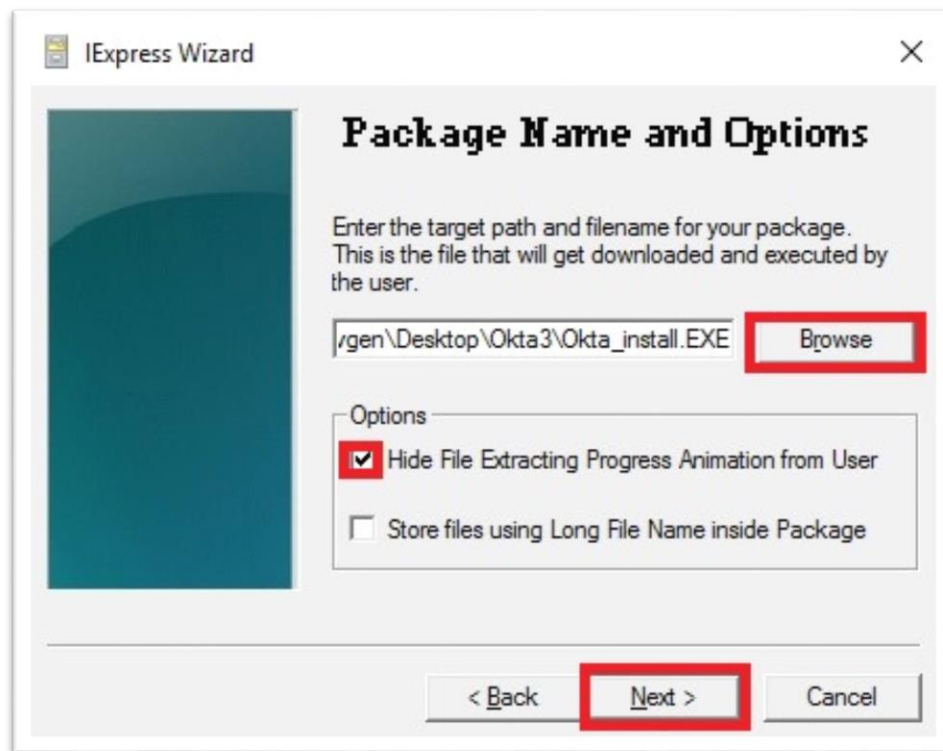 IExpress Wizard
Package Name and Options
Enter the target path and filename for your package.
This is the file that will get downloaded and executed by
the user.
vgen\Desktop\Okta3\Okta_install.EXE
Browse
Options
Hide File Extracting Progress Animation from User
Store files using Long File Name inside Package
< Back
Next >
Cancel